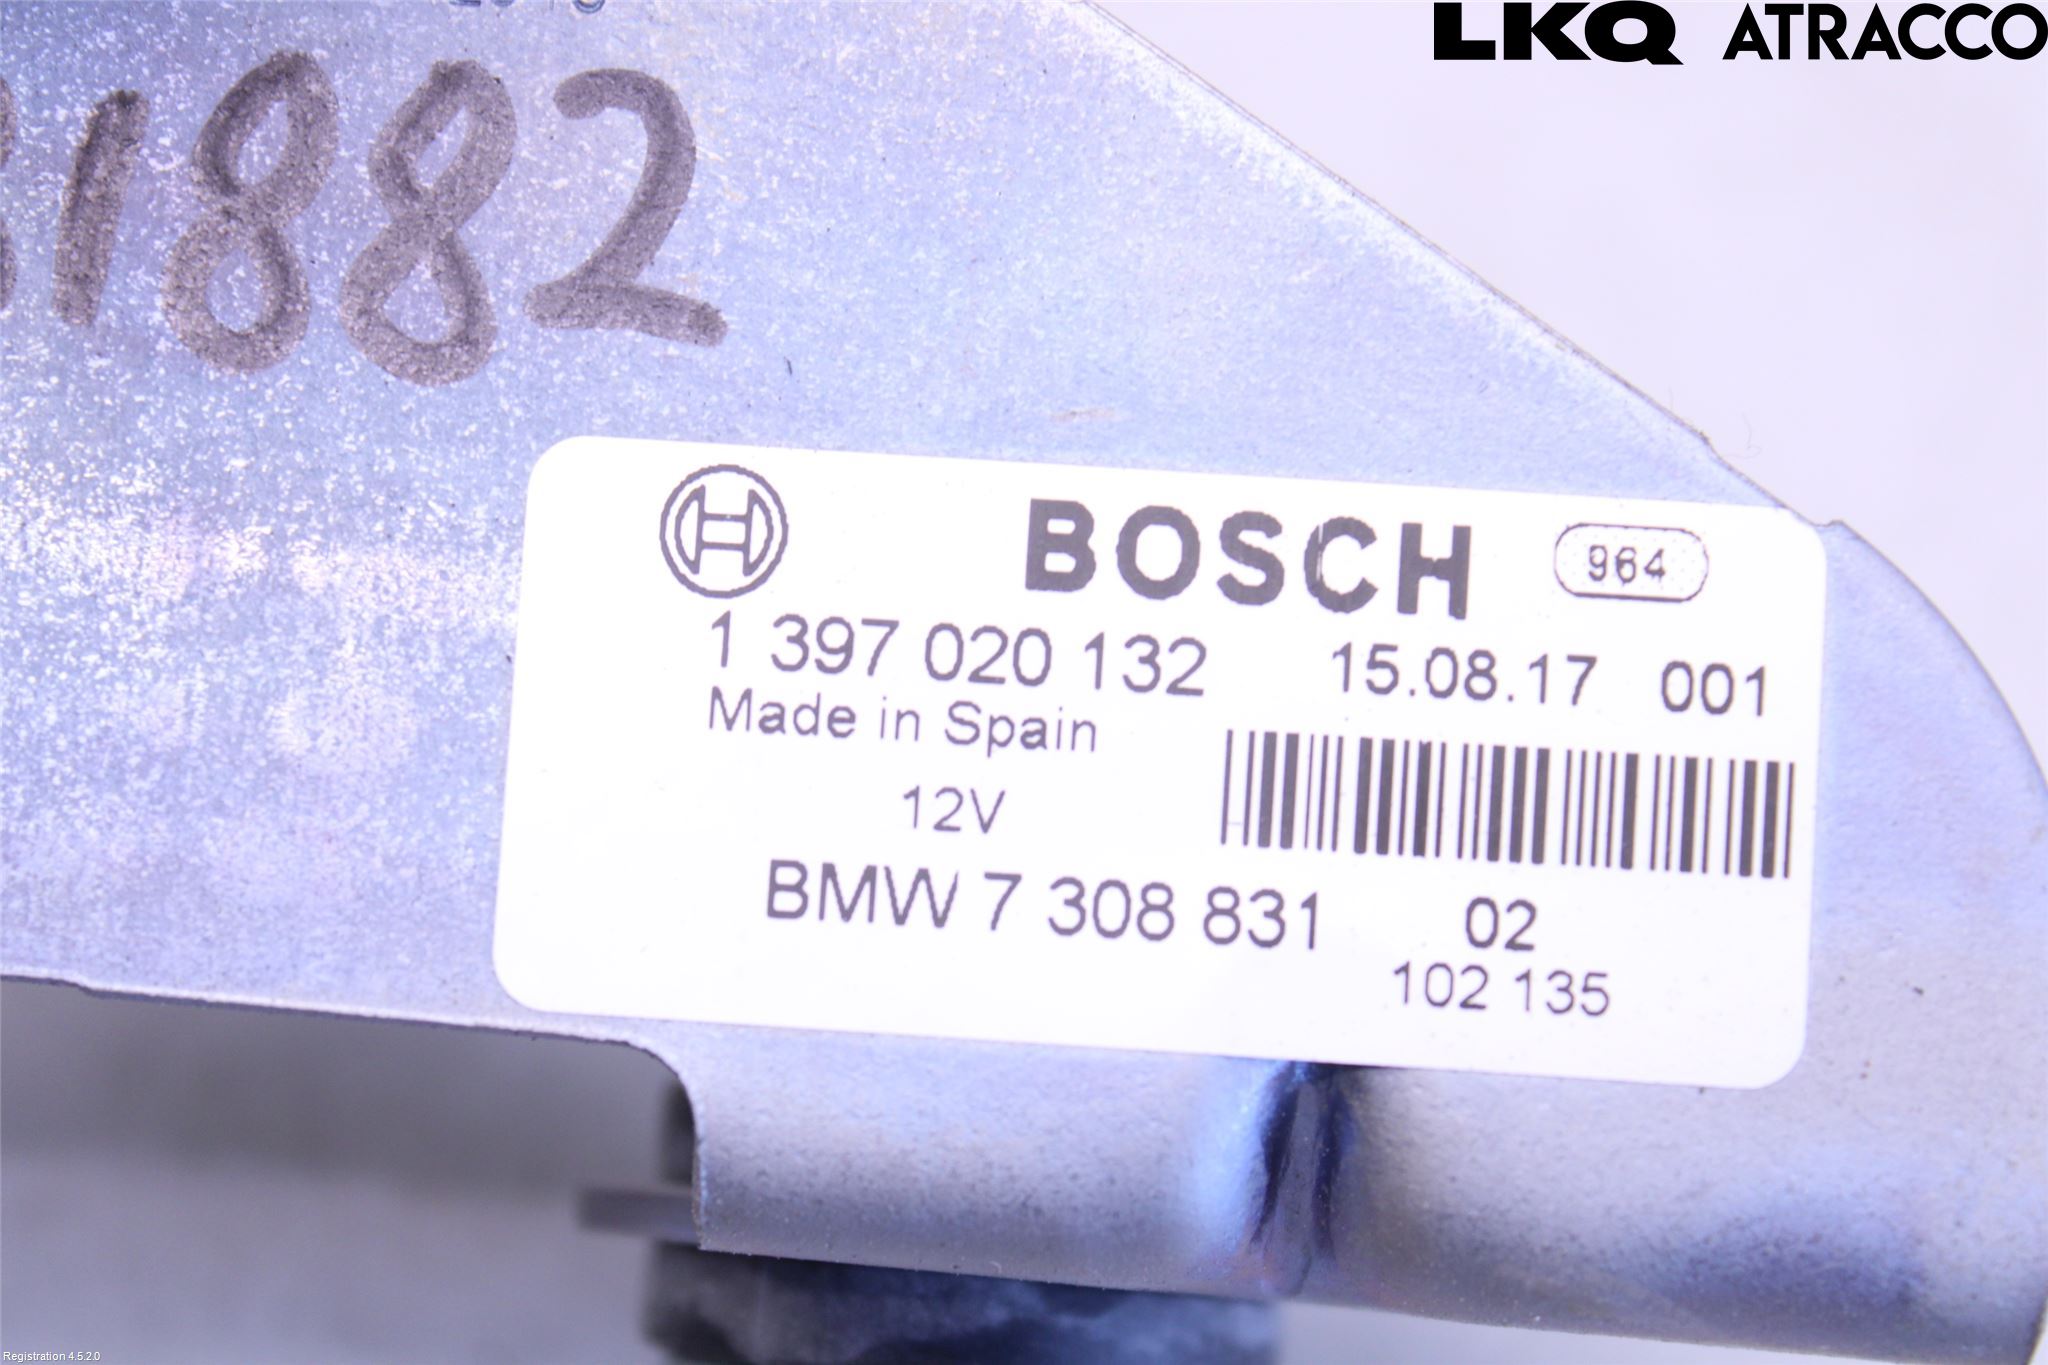 LKQ ATRACCO
1882
BOSCH 964
1 397 020 132 15.08.17 001
Made in Spain
12V
BMW 7 308 831 02
102 135
Registration 4.5.2.0